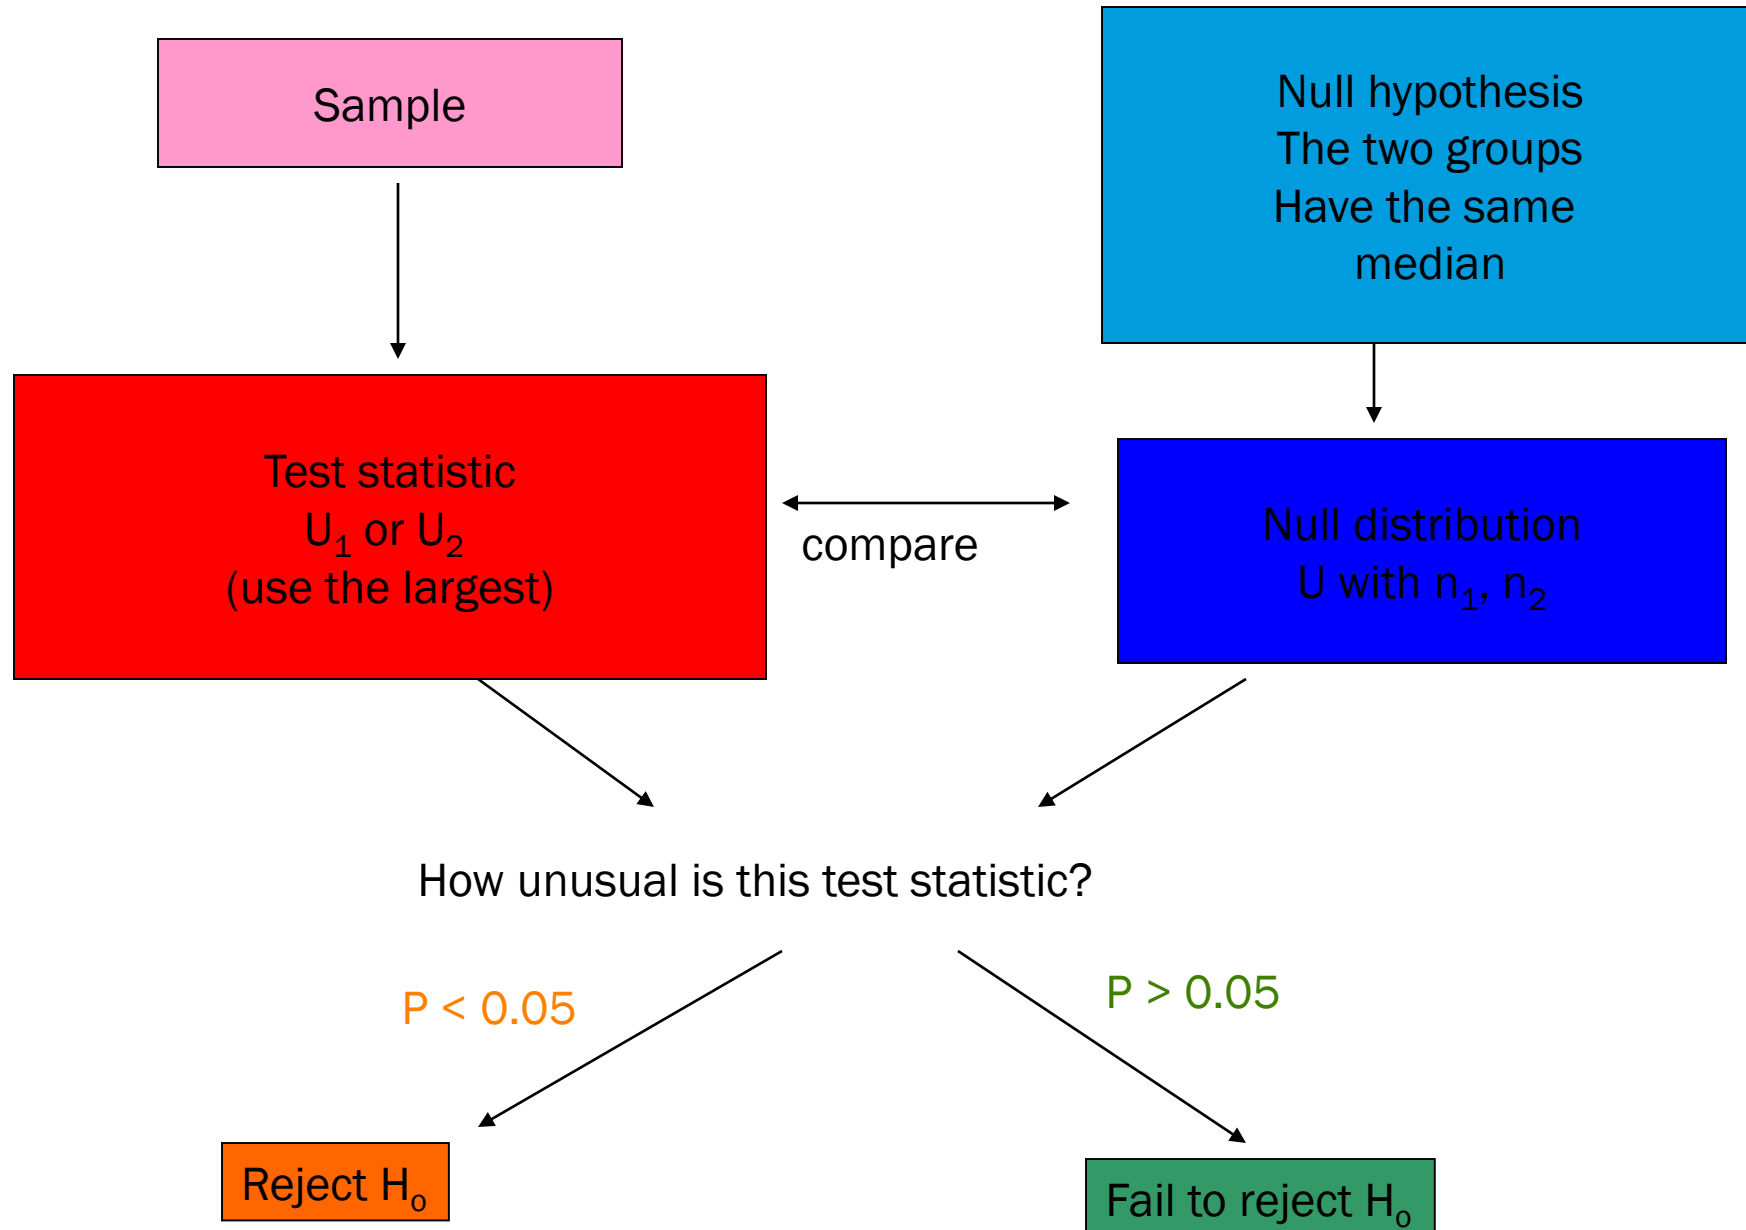 Sample
Null hypothesis
The two groups
Have the same
median
Test statistic
U₁ or U₂
(use the largest)
compare
Null distribution
U with n₁, n₂
How unusual is this test statistic?
P < 0.05
P > 0.05
Reject Hₒ
Fail to reject Hₒ